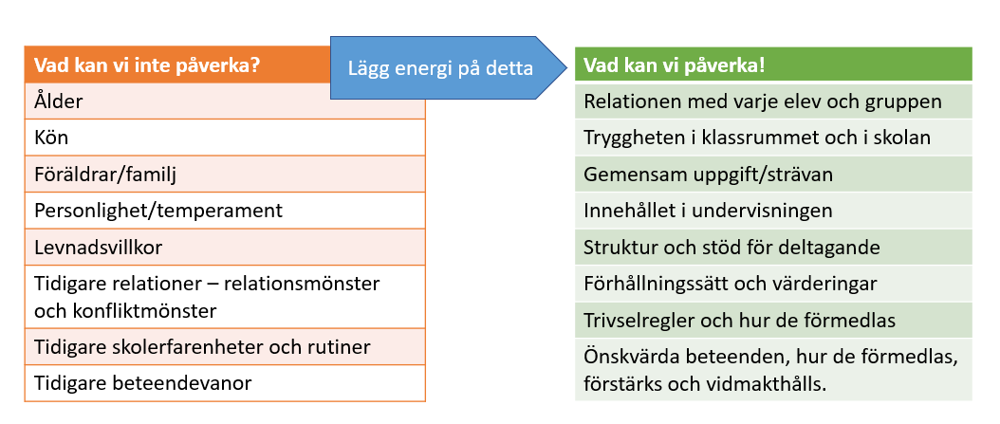 Vad kan vi inte påverka?
Ålder
Kön
Föräldrar/familj
Personlighet/temperament
Levnadsvillkor
Tidigare relationer – relationsmönster
och konfliktmönster
Tidigare skolerfarenheter och rutiner
Tidigare beteendevanor
Lägg energi på detta
Vad kan vi påverka!
Relationen med varje elev och gruppen
Tryggheten i klassrummet och i skolan
Gemensam uppgift/strävan
Innehållet i undervisningen
Struktur och stöd för deltagande
Förhållningssätt och värderingar
Trivselregler och hur de förmedlas
Önskvärda beteenden, hur de förmedlas,
förstärks och vidmakthålls.